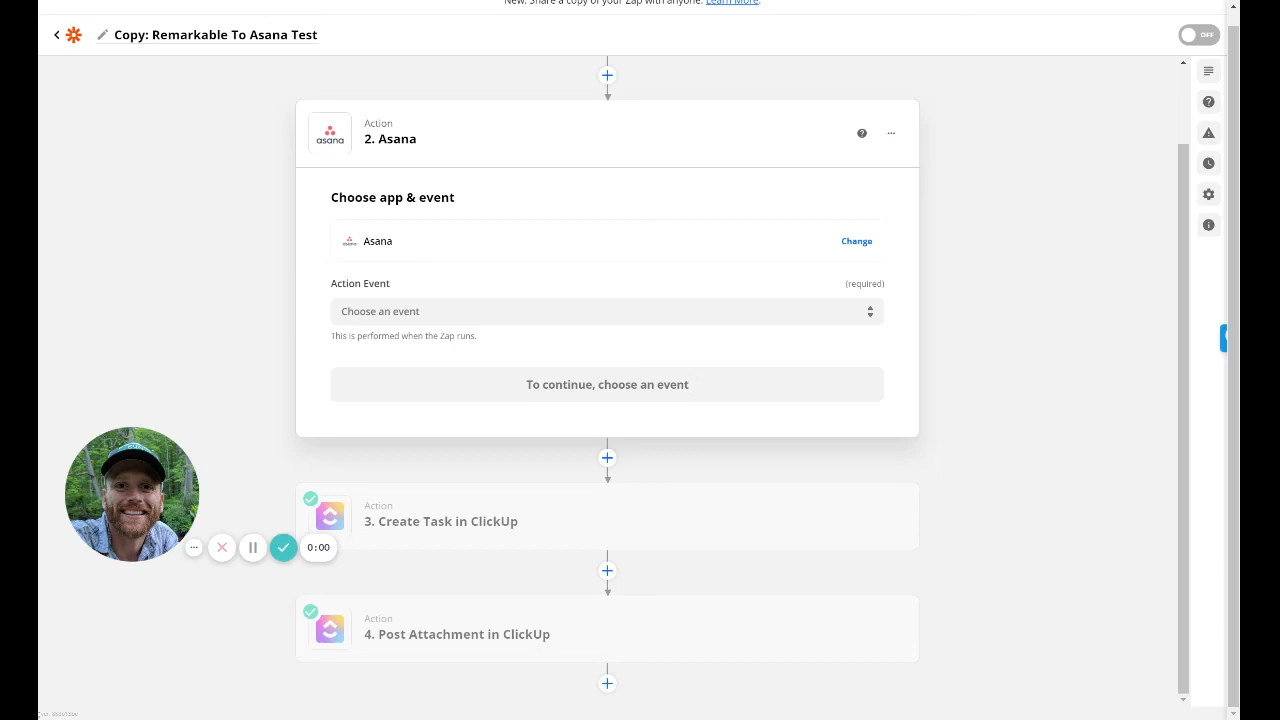 New: Share a copy of your Zap with anyone. Learn More.
Copy: Remarkable To Asana Test
OFF
Action
2. Asana
asana
Choose app & event
asana
Asana
Change
Action Event
(required)
Choose an event
This is performed when the Zap runs.
To continue, choose an event
Action
3. Create Task in ClickUp
0:00
Action
4. Post Attachment in ClickUp